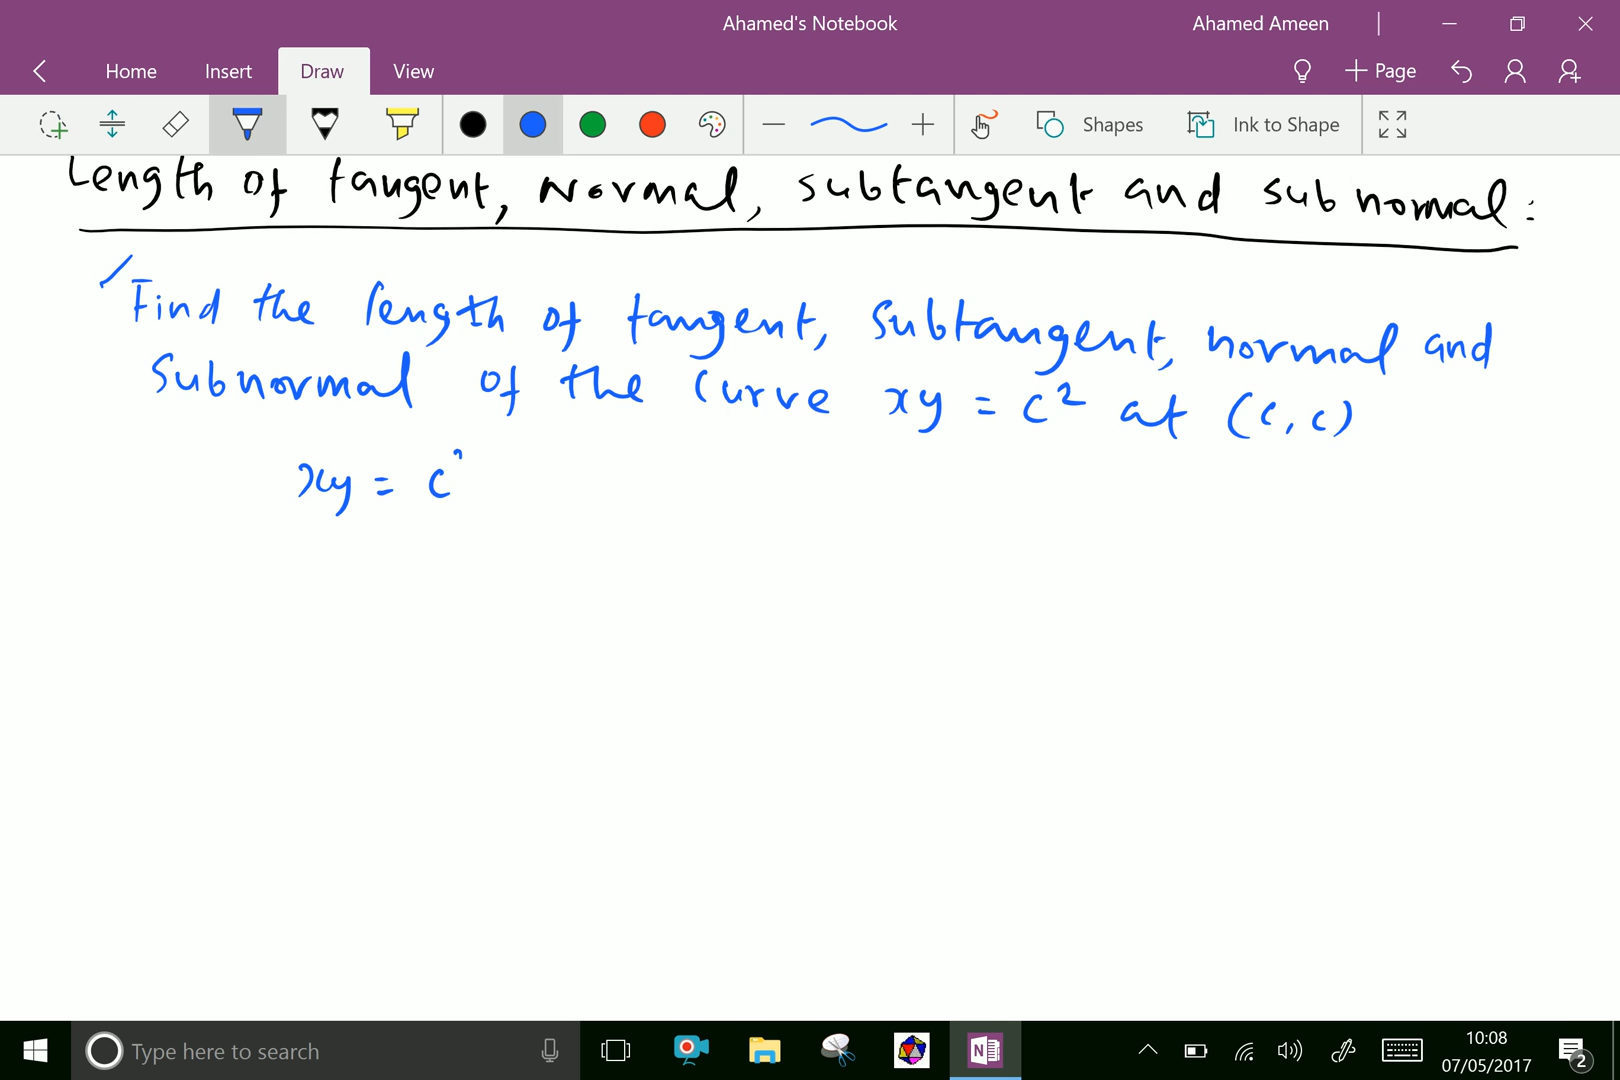 Ahamed's Notebook
Ahamed Ameen
Home Insert Draw View
Page
Shapes Ink to Shape
Length of tangent, Normal, subtangent and subnormal :
Find the length of tangent, Subtangent, normal and
Subnormal of the curve xy = c² at (c, c)
xy = c²
Type here to search
10:08
07/05/2017
2